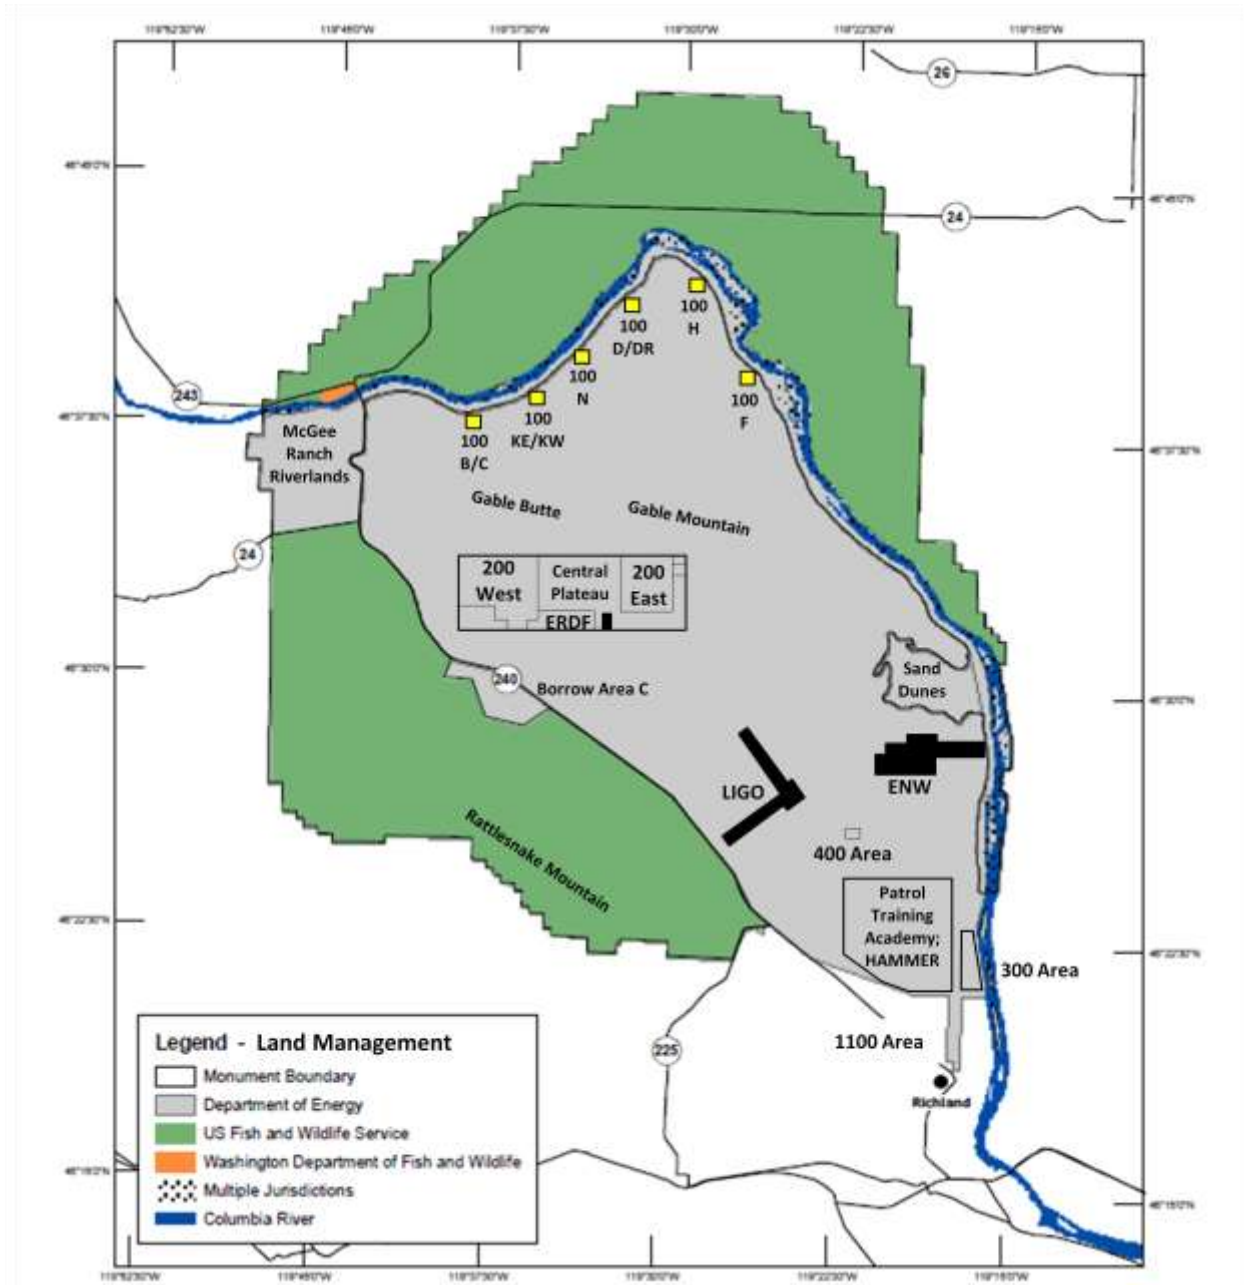 26
24
100
H
100
D/DR
100
N
100
F
243
100
KE/KW
100
B/C
McGee
Ranch
Riverlands
Gable Butte
Gable Mountain
24
200
West
Central
Plateau
200
East
ERDF
240
Borrow Area C
Sand
Dunes
LIGO
ENW
Rattlesnake Mountain
400 Area
Patrol
Training
Academy;
HAMMER
300 Area
1100 Area
225
Richland
Legend - Land Management
Monument Boundary
Department of Energy
US Fish and Wildlife Service
Washington Department of Fish and Wildlife
Multiple Jurisdictions
Columbia River